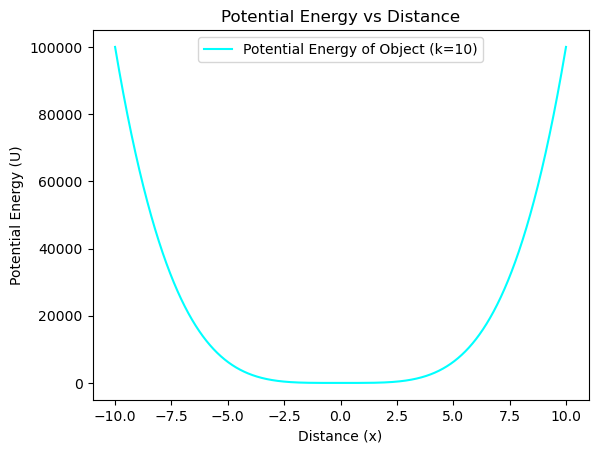 Potential Energy vs Distance
Potential Energy of Object (k=10)
100000
80000
60000
40000
20000
0
Potential Energy (U)
−10.0 −7.5 −5.0 −2.5 0.0 2.5 5.0 7.5 10.0
Distance (x)